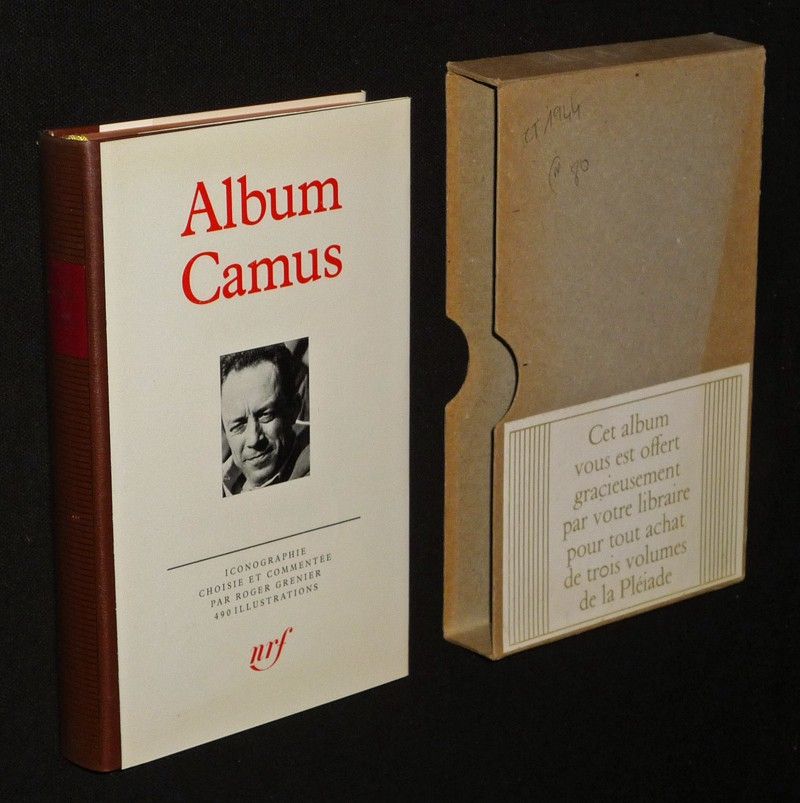 Album
Camus
ICONOGRAPHIE
CHOISIE ET COMMENTÉE
PAR ROGER GRENIER
490 ILLUSTRATIONS
nrf
Cet album
vous est offert
gracieusement
par votre libraire
pour tout achat
de trois volumes
de la Pléiade